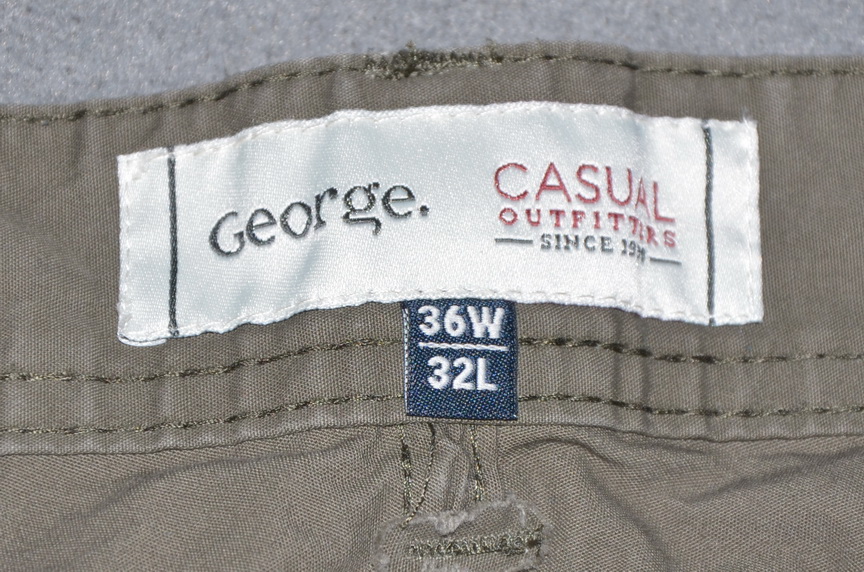 George.
CASUAL
OUTFITTERS
SINCE
36W
32L